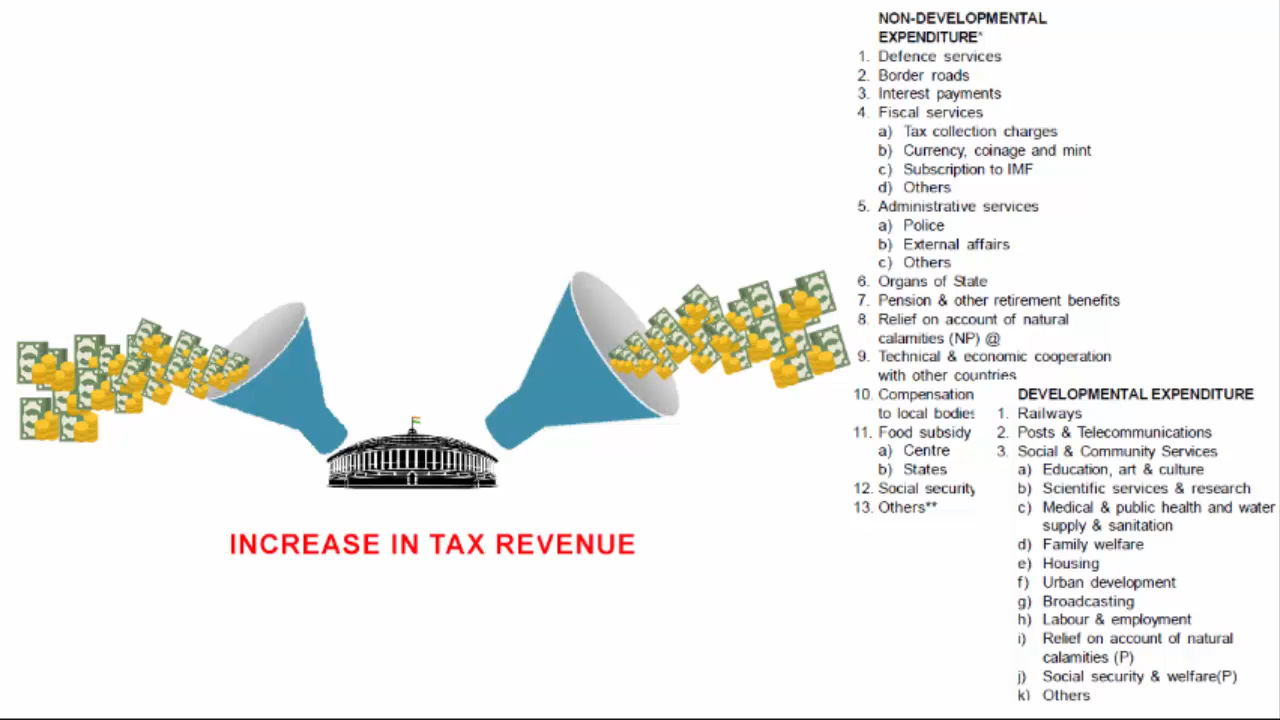 NON-DEVELOPMENTAL
EXPENDITURE^
1. Defence services
2. Border roads
3. Interest payments
4. Fiscal services
a) Tax collection charges
b) Currency, coinage and mint
c) Subscription to IMF
d) Others
5. Administrative services
a) Police
b) External affairs
c) Others
6. Organs of State
7. Pension & other retirement benefits
8. Relief on account of natural
calamities (NP) @
9. Technical & economic cooperation
with other countries
10. Compensation
to local bodies
11. Food subsidy
a) Centre
b) States
12. Social security
13. Others**
DEVELOPMENTAL EXPENDITURE
1. Railways
2. Posts & Telecommunications
3. Social & Community Services
a) Education, art & culture
b) Scientific services & research
c) Medical & public health and water
supply & sanitation
d) Family welfare
e) Housing
f) Urban development
g) Broadcasting
h) Labour & employment
i) Relief on account of natural
calamities (P)
j) Social security & welfare(P)
k) Others
INCREASE IN TAX REVENUE